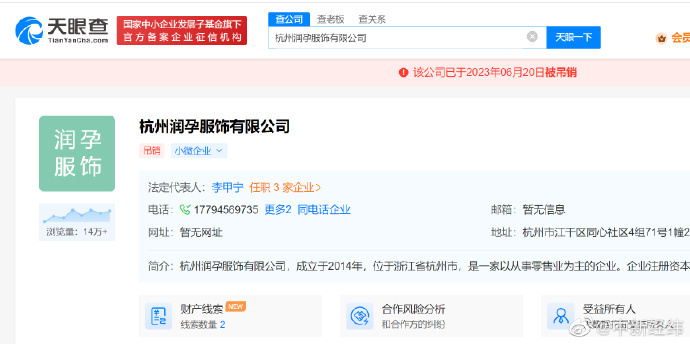 天眼查
TianYanCha.com
国家中小企业发展子基金旗下
官方备案企业征信机构
查公司 查老板 查关系
杭州润孕服饰有限公司
天眼一下
会员
该公司已于2023年06月20日被吊销
润孕
服饰
杭州润孕服饰有限公司
吊销 小微企业
法定代表人：李甲宁 任职 3 家企业>
电话：17794569735 更多2 同电话企业 邮箱：暂无信息
网址：暂无网址 地址：杭州市江干区同心社区4组71号1幢2
浏览量：14万+
简介：杭州润孕服饰有限公司，成立于2014年，位于浙江省杭州市，是一家以从事零售业为主的企业。企业注册资本
财产线索 NEW
线索数量 2
合作风险分析
和合作方的纠纷
受益所有人
@中新经纬